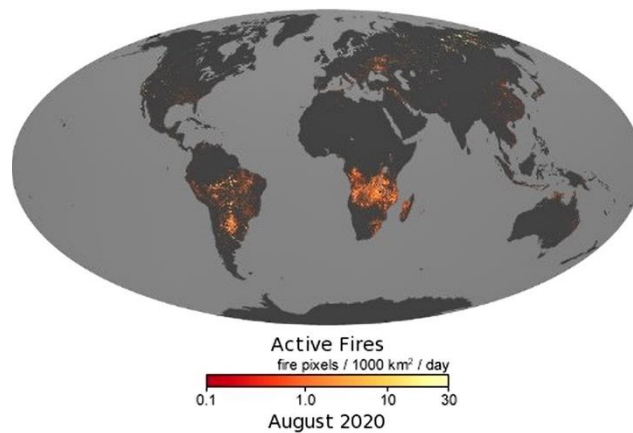 Active Fires
fire pixels / 1000 km² / day
0.1 1.0 10 30
August 2020